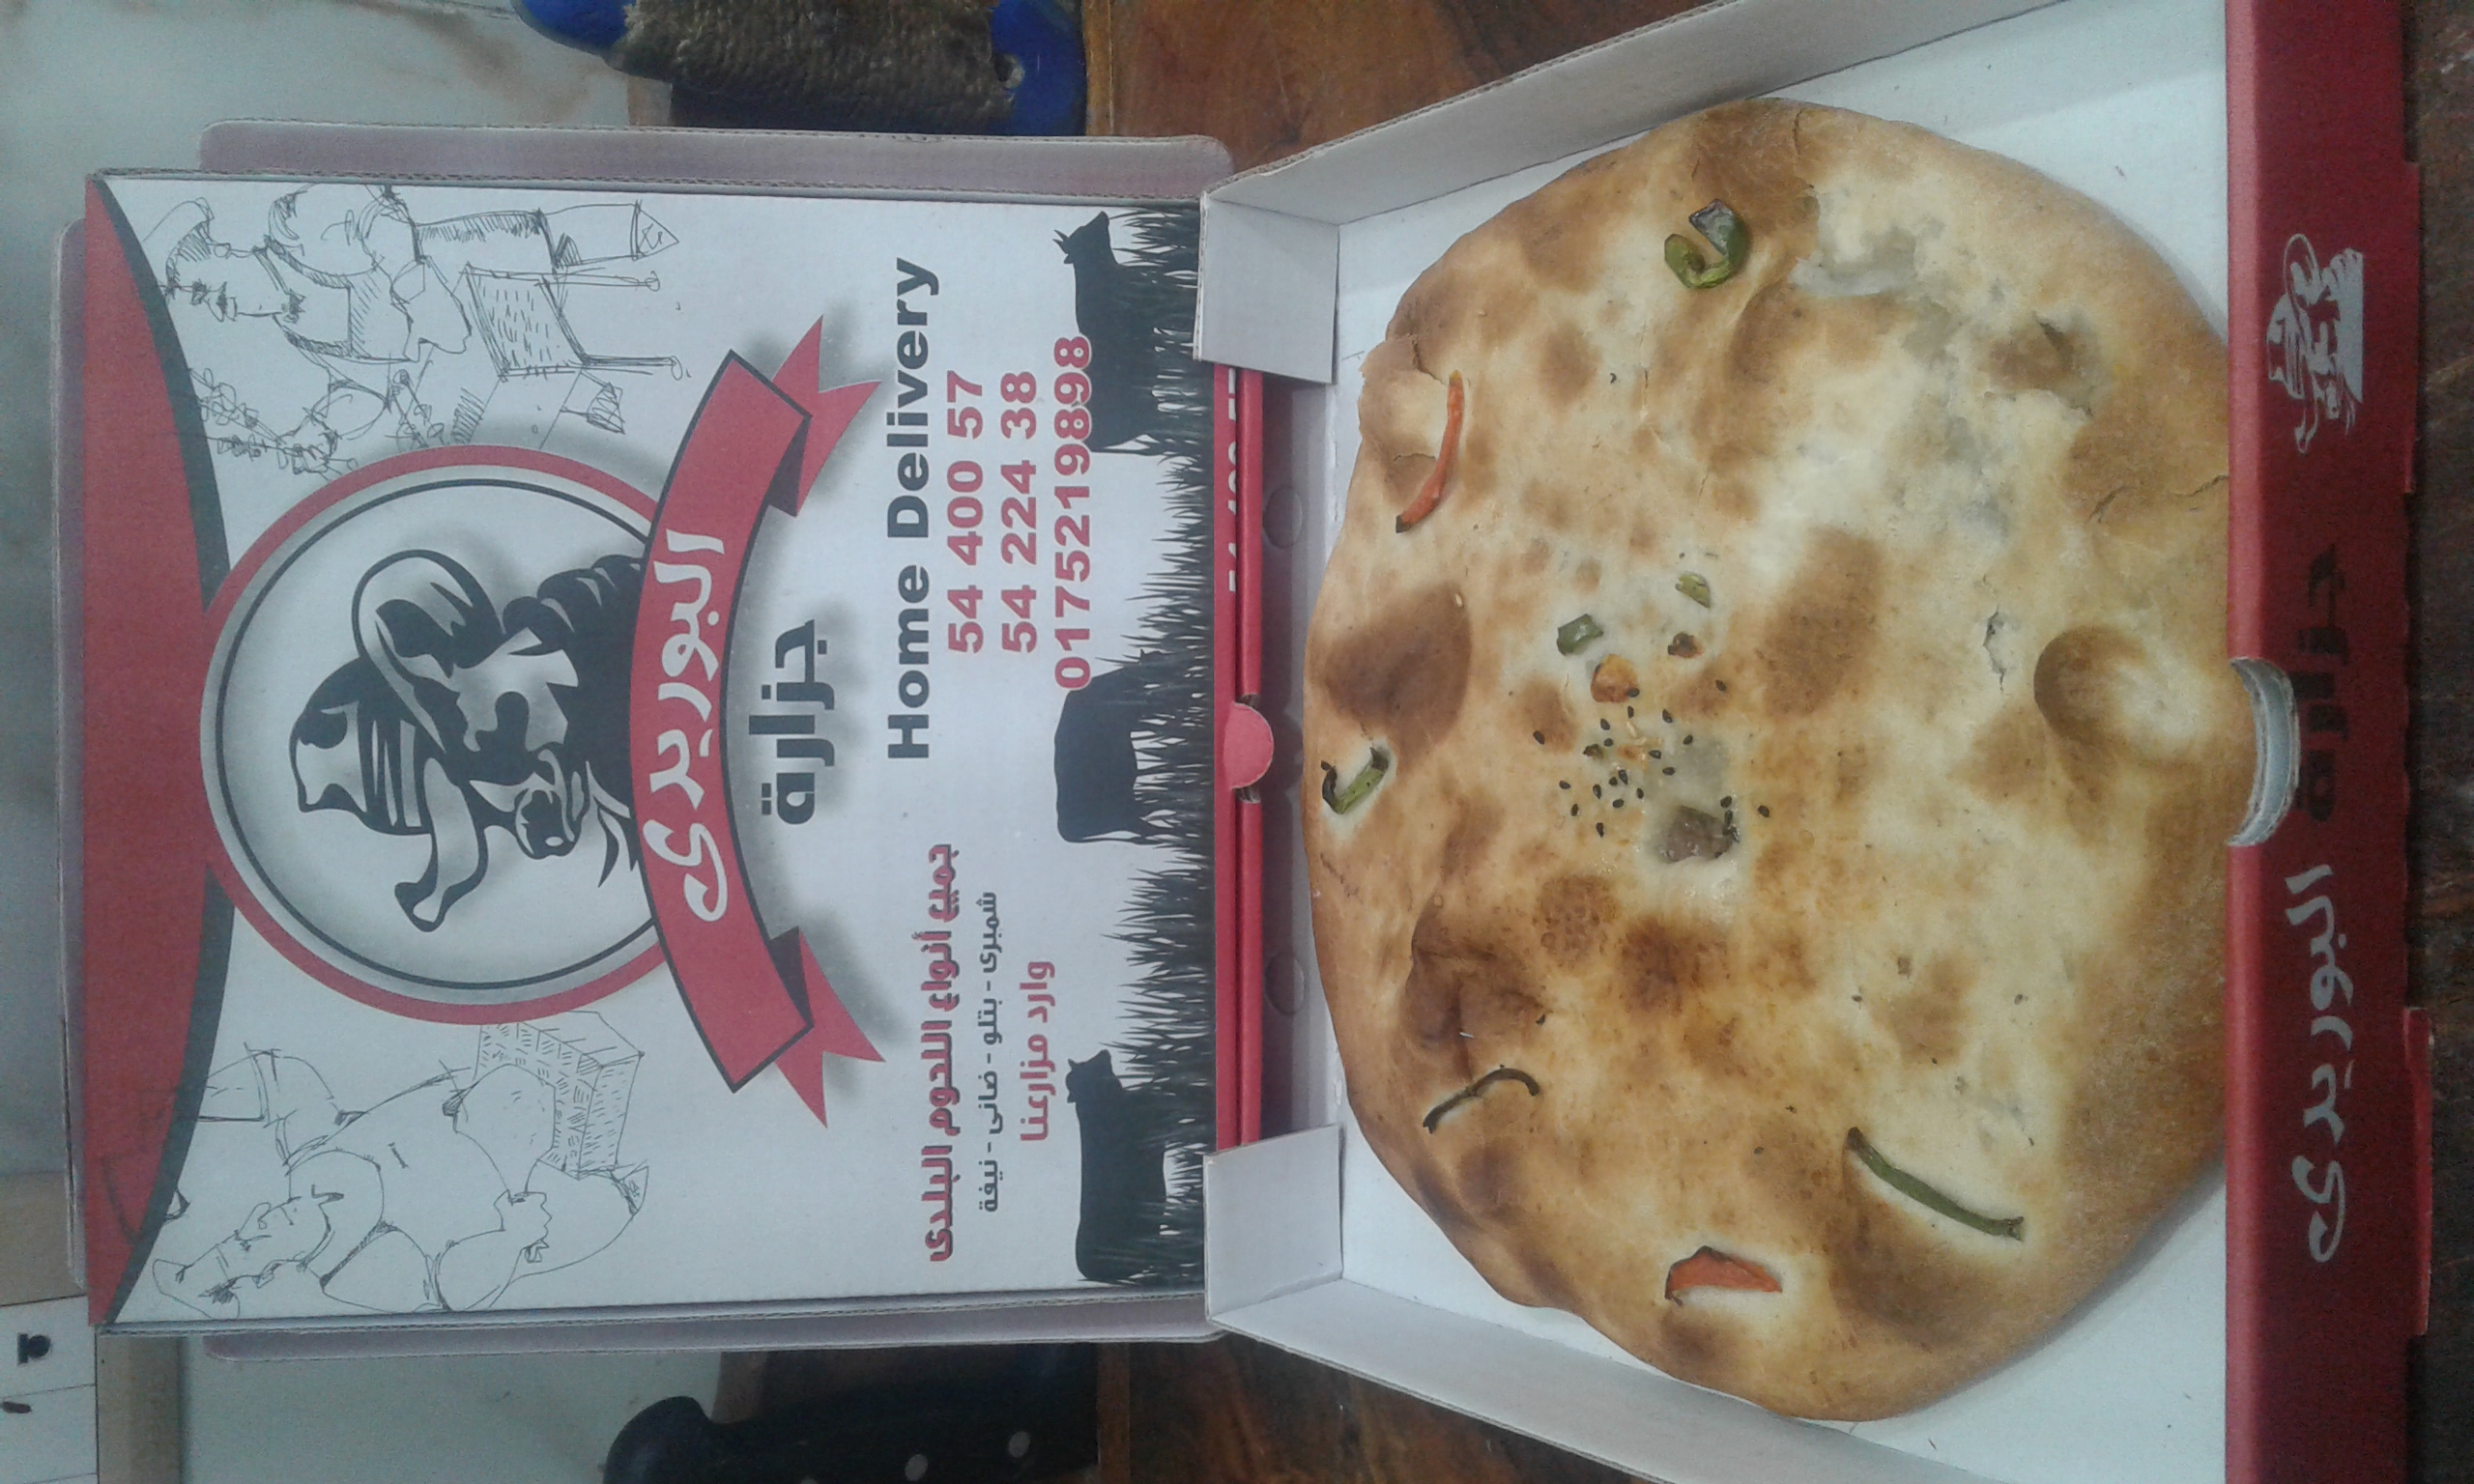 البوريدى
جزارة
Home Delivery
54 400 57
54 224 38
0175219898
جميع أنواع اللحوم البلدى
شمبرى - بتلو - ضانى - نيفة
وارد مزارعنا
جزارة البوريدى